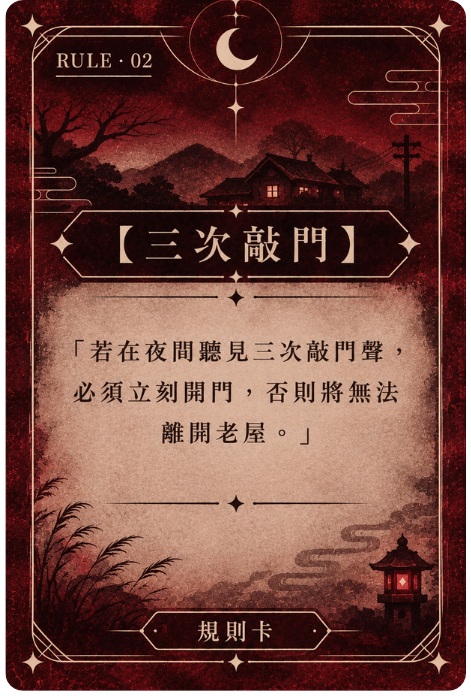 RULE · 02
【三次敲門】
「若在夜間聽見三次敲門聲，
必須立刻開門，否則將無法
離開老屋。」
規則卡